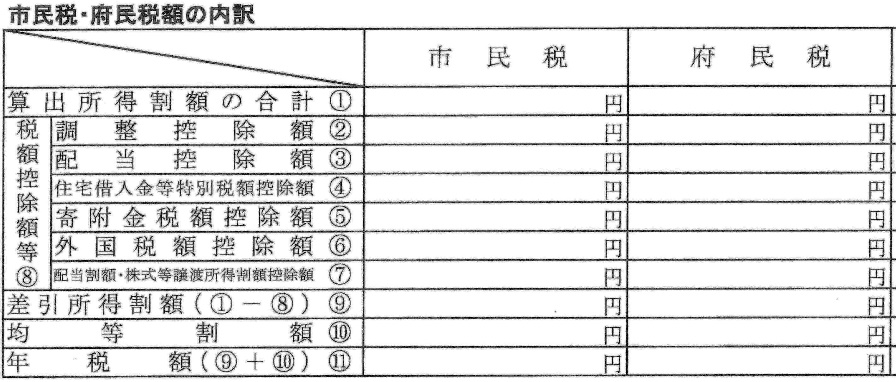 市民税・府民税額の内訳
市民税 府民税
算出所得割額の合計 ① 円 円
税額控除額等⑧
調整控除額 ② 円 円
配当控除額 ③ 円 円
住宅借入金等特別税額控除額 ④ 円 円
寄附金税額控除額 ⑤ 円 円
外国税額控除額 ⑥ 円 円
配当割額・株式等譲渡所得割額控除額 ⑦ 円 円
差引所得割額(①-⑧) ⑨ 円 円
均等割額 ⑩ 円 円
年税額(⑨+⑩) ⑪ 円 円